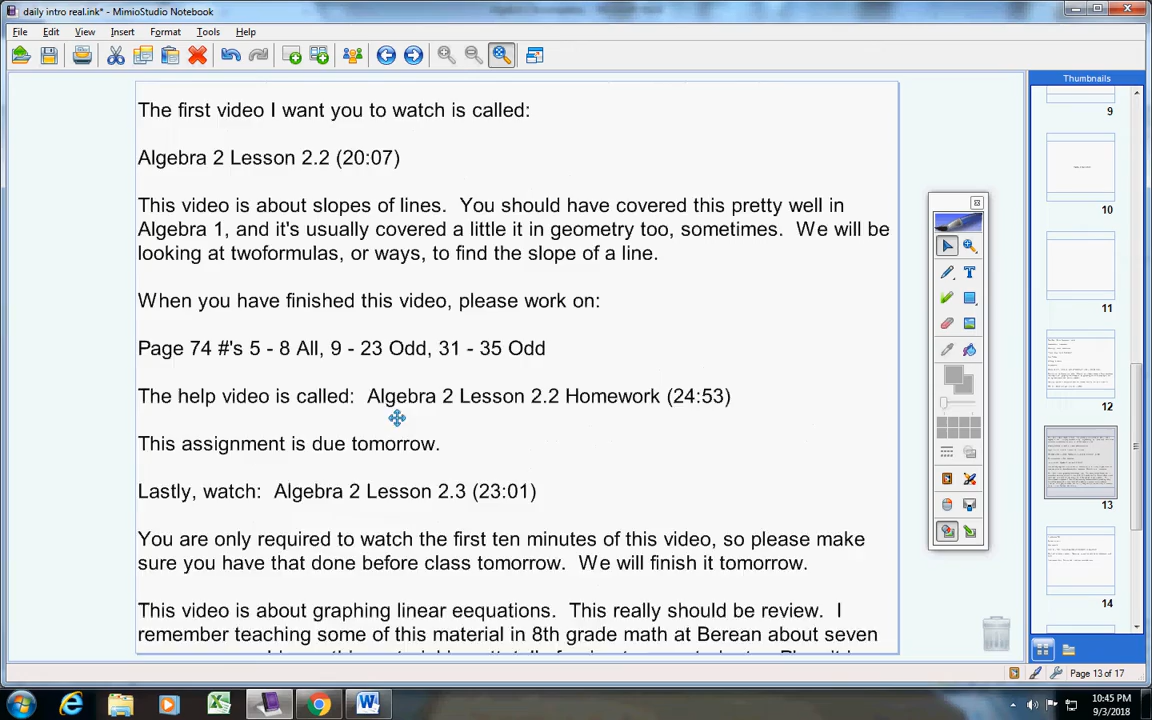 daily intro real.ink* - MimioStudio Notebook
File Edit View Insert Format Tools Help
The first video I want you to watch is called:
Algebra 2 Lesson 2.2 (20:07)
This video is about slopes of lines.  You should have covered this pretty well in
Algebra 1, and it's usually covered a little it in geometry too, sometimes.  We will be
looking at twoformulas, or ways, to find the slope of a line.
When you have finished this video, please work on:
Page 74 #'s 5 - 8 All, 9 - 23 Odd, 31 - 35 Odd
The help video is called:  Algebra 2 Lesson 2.2 Homework (24:53)
This assignment is due tomorrow.
Lastly, watch:  Algebra 2 Lesson 2.3 (23:01)
You are only required to watch the first ten minutes of this video, so please make
sure you have that done before class tomorrow.  We will finish it tomorrow.
This video is about graphing linear eequations.  This really should be review.  I
remember teaching some of this material in 8th grade math at Berean about seven
Thumbnails
9
10
11
12
13
14
Page 13 of 17
10:45 PM
9/3/2018